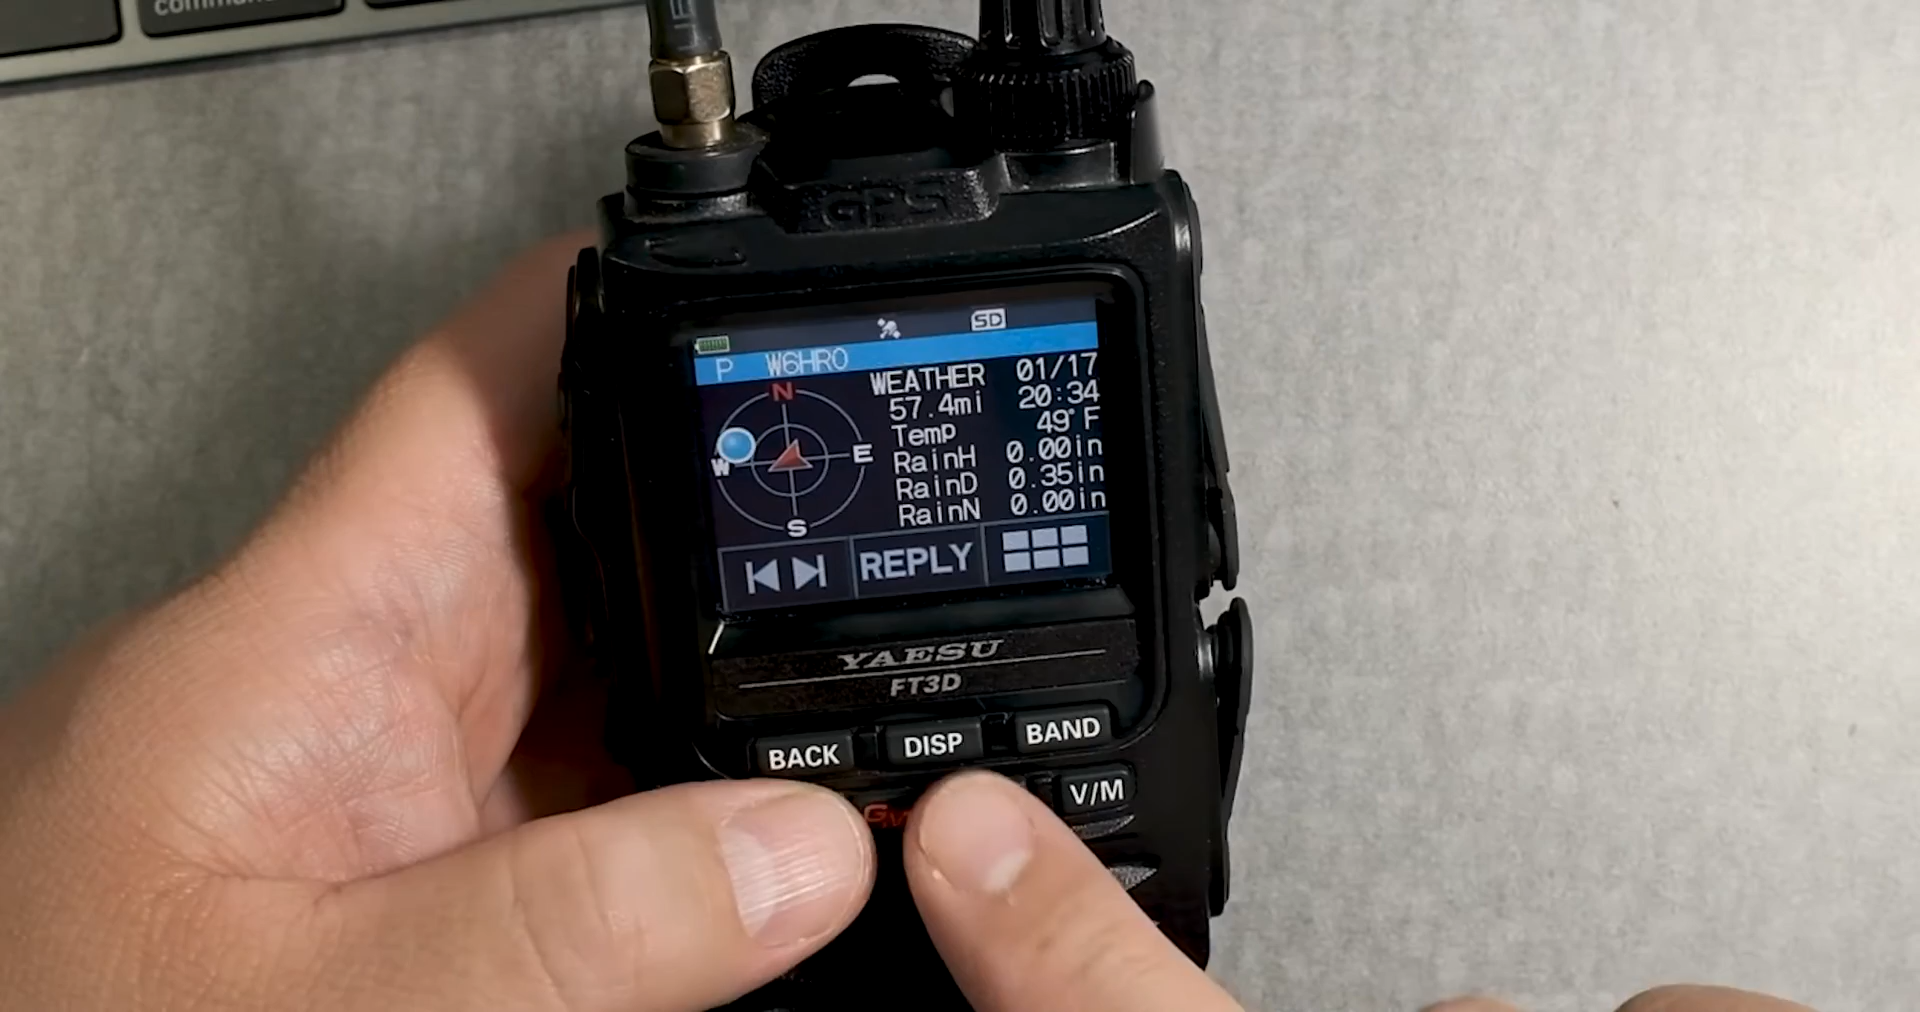 command
GPS
SD
P W6HRO
N
W
E
S
WEATHER 01/17
57.4mi 20:34
Temp 49°F
RainH 0.00in
RainD 0.35in
RainN 0.00in
REPLY
YAESU
FT3D
BACK
DISP
BAND
V/M